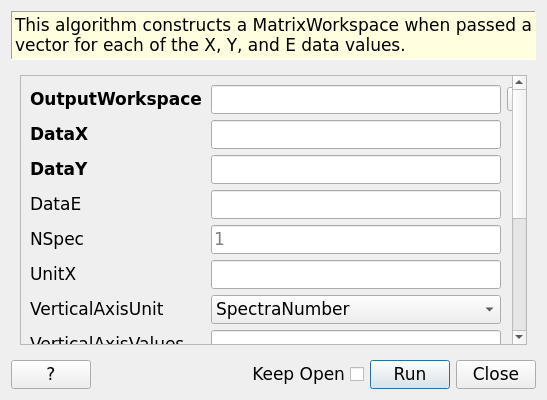 This algorithm constructs a MatrixWorkspace when passed a
vector for each of the X, Y, and E data values.
OutputWorkspace
DataX
DataY
DataE
NSpec 1
UnitX
VerticalAxisUnit SpectraNumber
VerticalAxisValues
? Keep Open Run Close